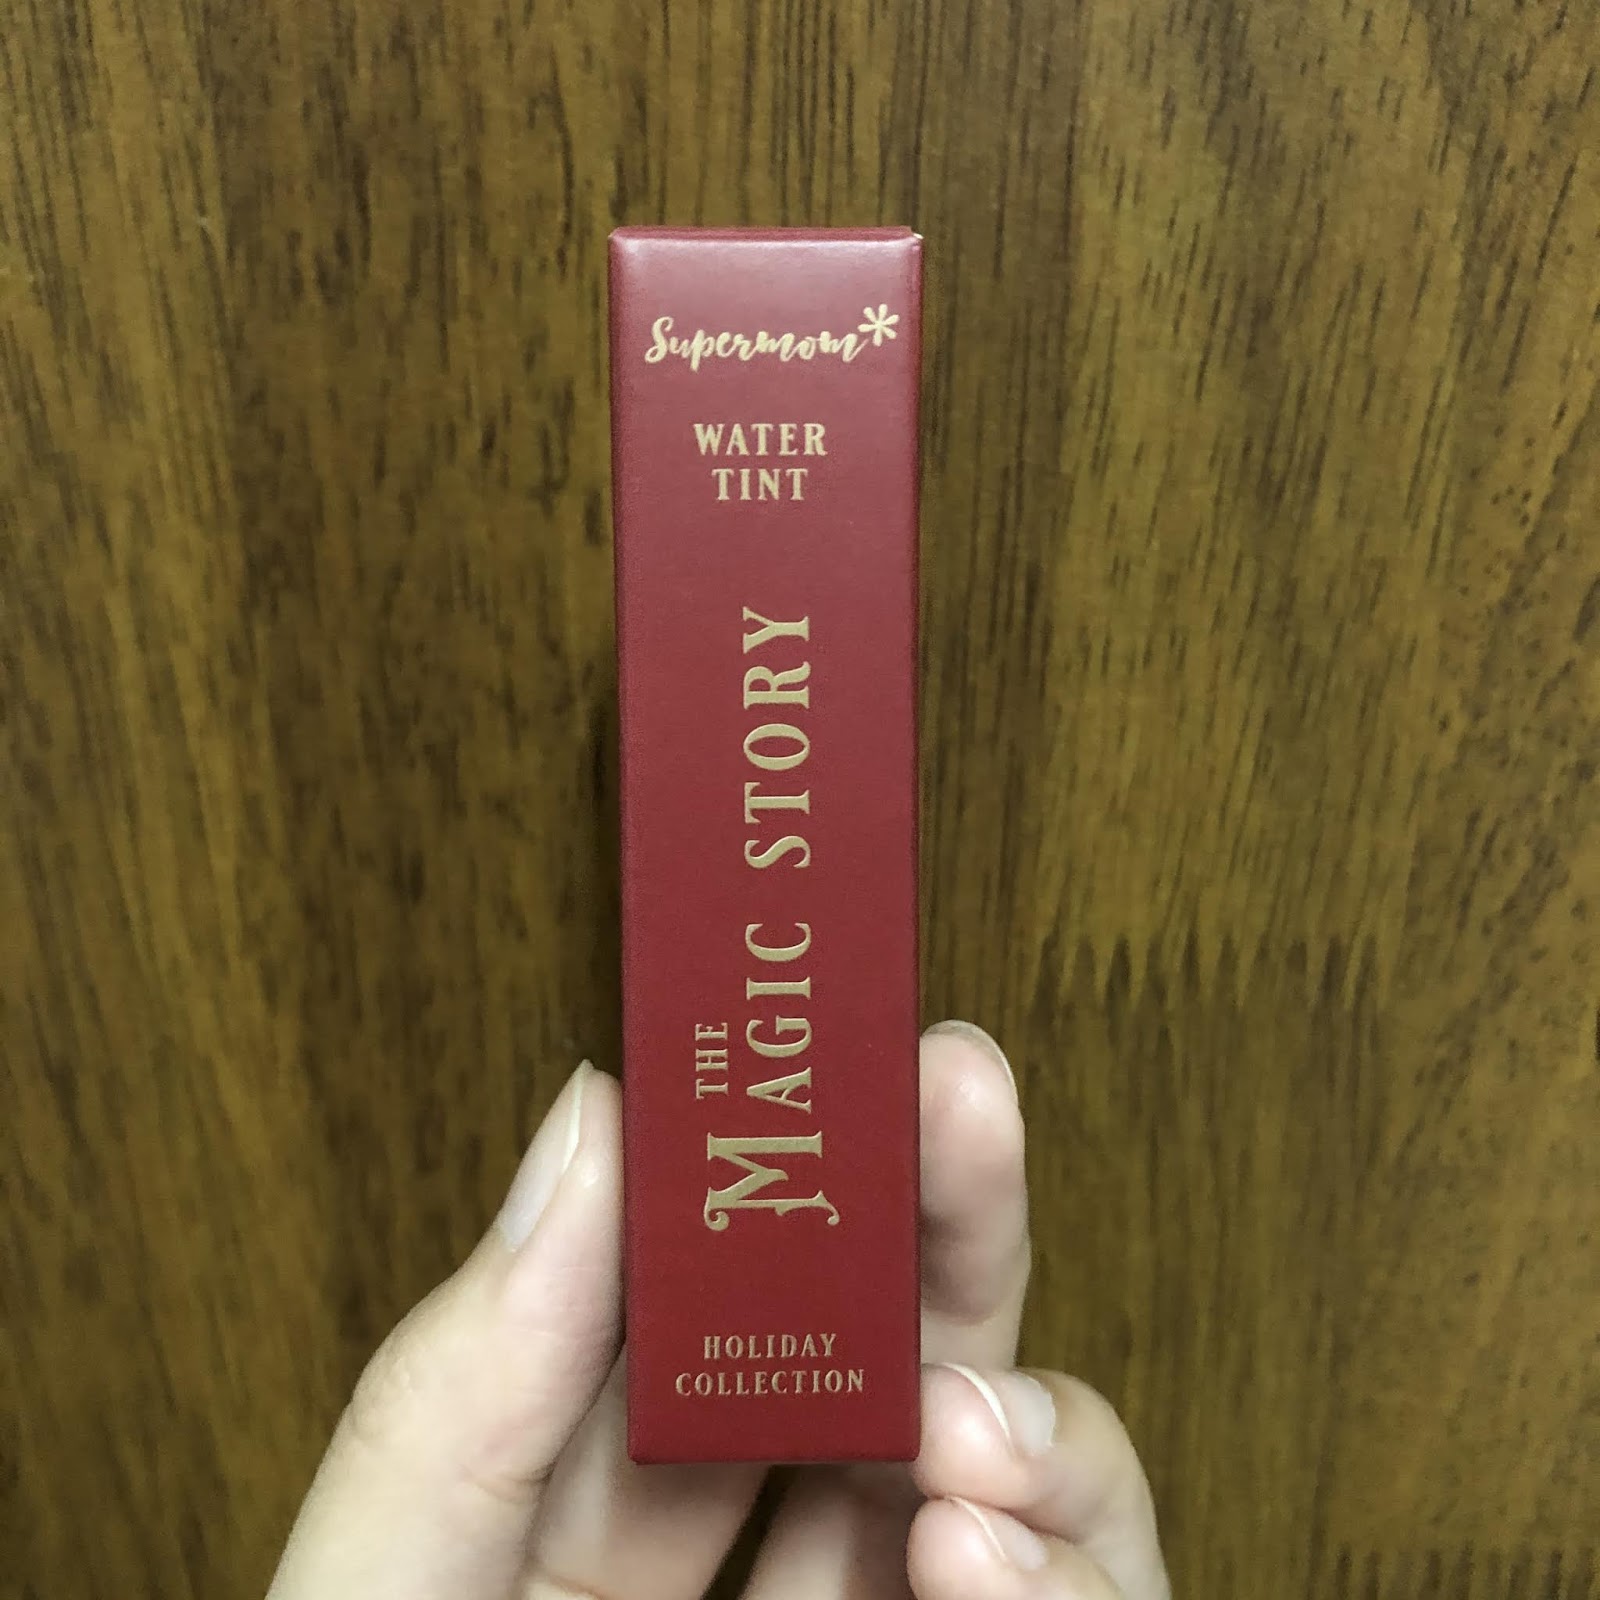 Supermom*
WATER
TINT
THE
MAGIC STORY
HOLIDAY
COLLECTION